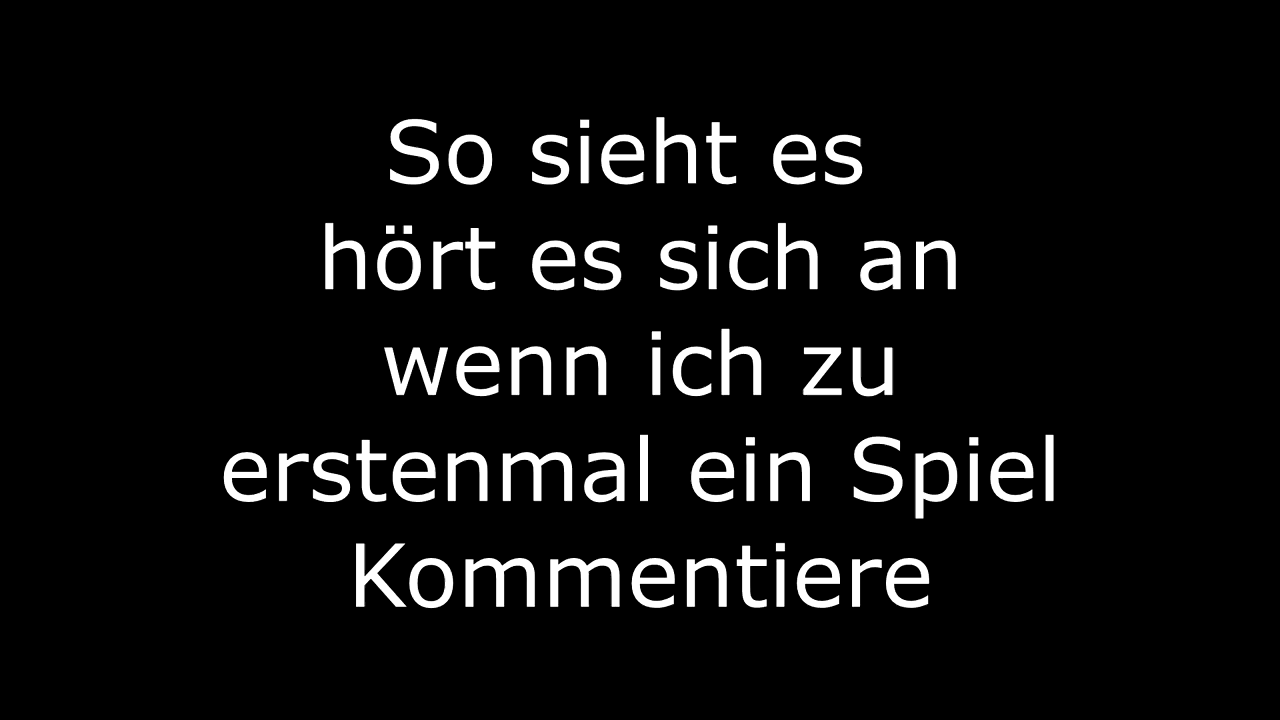 So sieht es
hört es sich an
wenn ich zu
erstenmal ein Spiel
Kommentiere